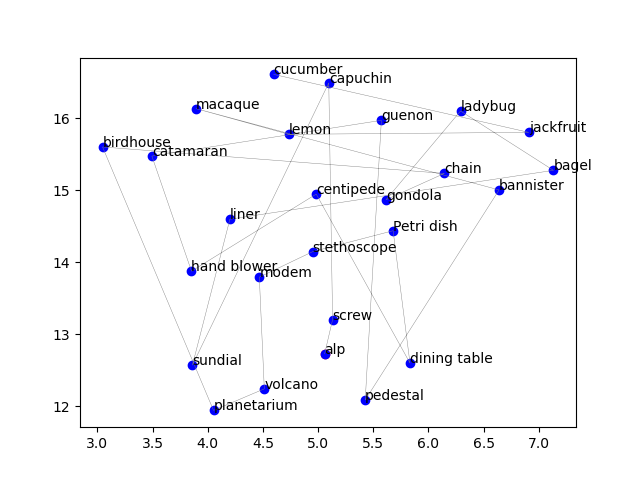 cucumber
capuchin
macaque
ladybug
guenon
lemon
jackfruit
birdhouse
catamaran
chain
bagel
centipede
bannister
gondola
liner
Petri dish
stethoscope
hand blower
modem
screw
alp
sundial
dining table
volcano
pedestal
planetarium
16
15
14
13
12
3.0 3.5 4.0 4.5 5.0 5.5 6.0 6.5 7.0